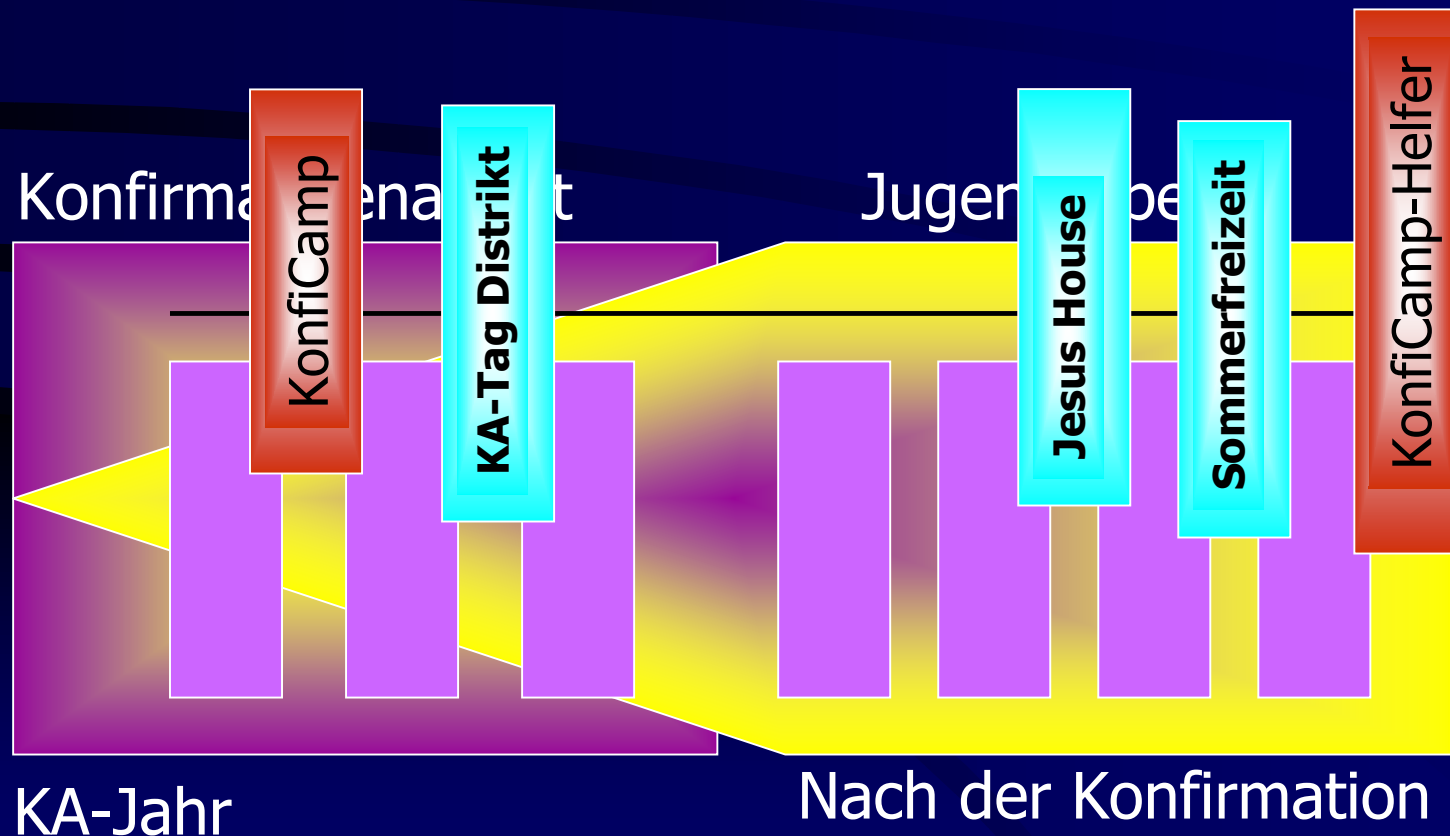 KonfiCamp
KA-Tag Distrikt
Jesus House
Sommerfreizeit
KonfiCamp-Helfer
KA-Jahr
Nach der Konfirmation